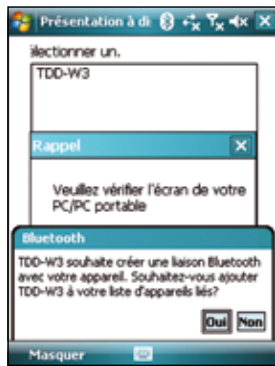 Présentation à di
électionner un.
TDD-W3
Rappel
Veuillez vérifier l'écran de votre
PC/PC portable
Bluetooth
TDD-W3 souhaite créer une liaison Bluetooth
avec votre appareil. Souhaitez-vous ajouter
TDD-W3 à votre liste d'appareils liés?
Oui Non
Masquer